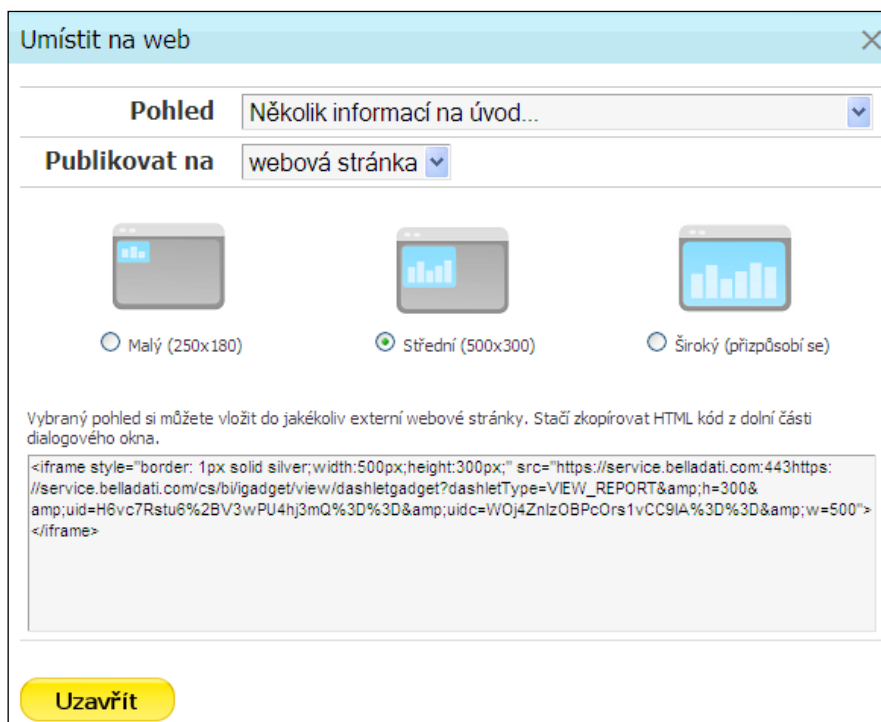 Umístit na web
Pohled Několik informací na úvod...
Publikovat na webová stránka
Malý (250x180) Střední (500x300) Široký (přizpůsobí se)
Vybraný pohled si můžete vložit do jakékoliv externí webové stránky. Stačí zkopírovat HTML kód z dolní části
dialogového okna.
<iframe style="border: 1px solid silver;width:500px;height:300px;" src="https://service.belladati.com:443https:
//service.belladati.com/cs/bi/igadget/view/dashletgadget?dashletType=VIEW_REPORT&amp;h=300&
amp;uid=H6vc7Rstu6%2BV3wPU4hj3mQ%3D%3D&amp;uidc=WOj4ZnIzOBPcOrs1vCC9IA%3D%3D&amp;w=500">
</iframe>
Uzavřít